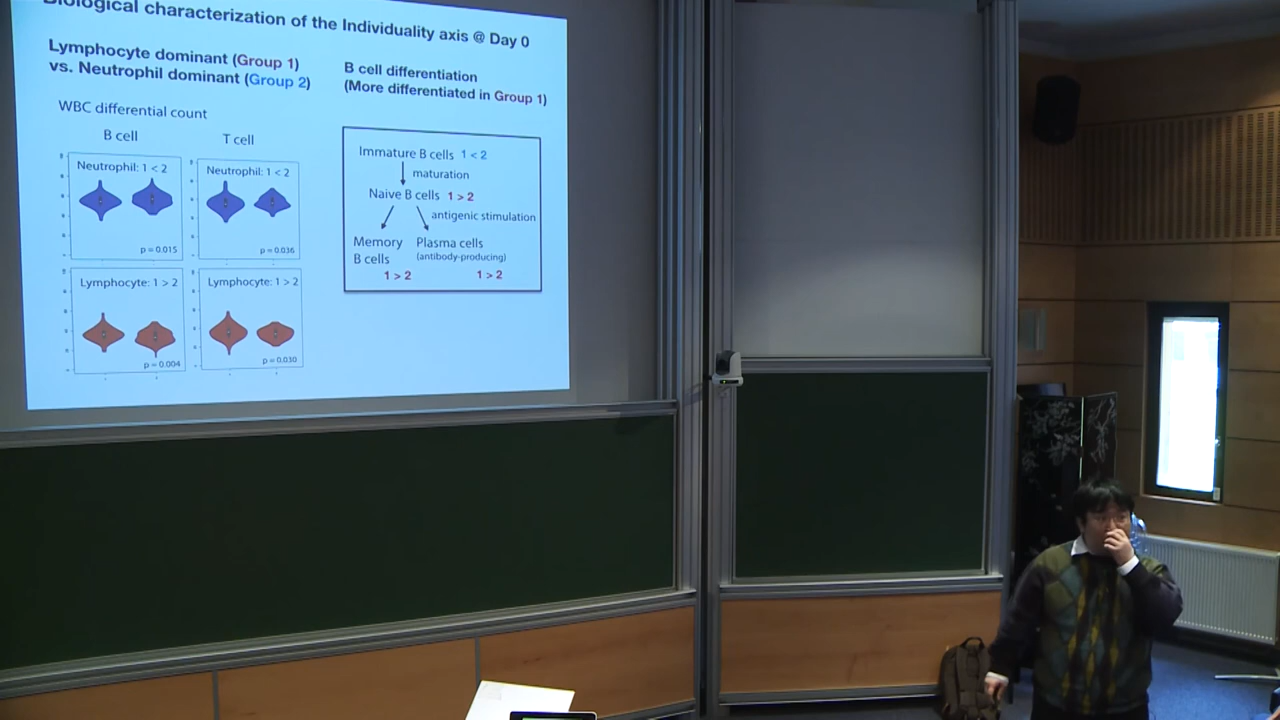 Biological characterization of the Individuality axis @ Day 0
Lymphocyte dominant (Group 1)
vs. Neutrophil dominant (Group 2)
WBC differential count
B cell
T cell
Neutrophil: 1 < 2
p = 0.015
Neutrophil: 1 < 2
p = 0.036
Lymphocyte: 1 > 2
p = 0.004
Lymphocyte: 1 > 2
p = 0.030
B cell differentiation
(More differentiated in Group 1)
Immature B cells 1 < 2
maturation
Naive B cells 1 > 2
antigenic stimulation
Memory
B cells
1 > 2
Plasma cells
(antibody-producing)
1 > 2